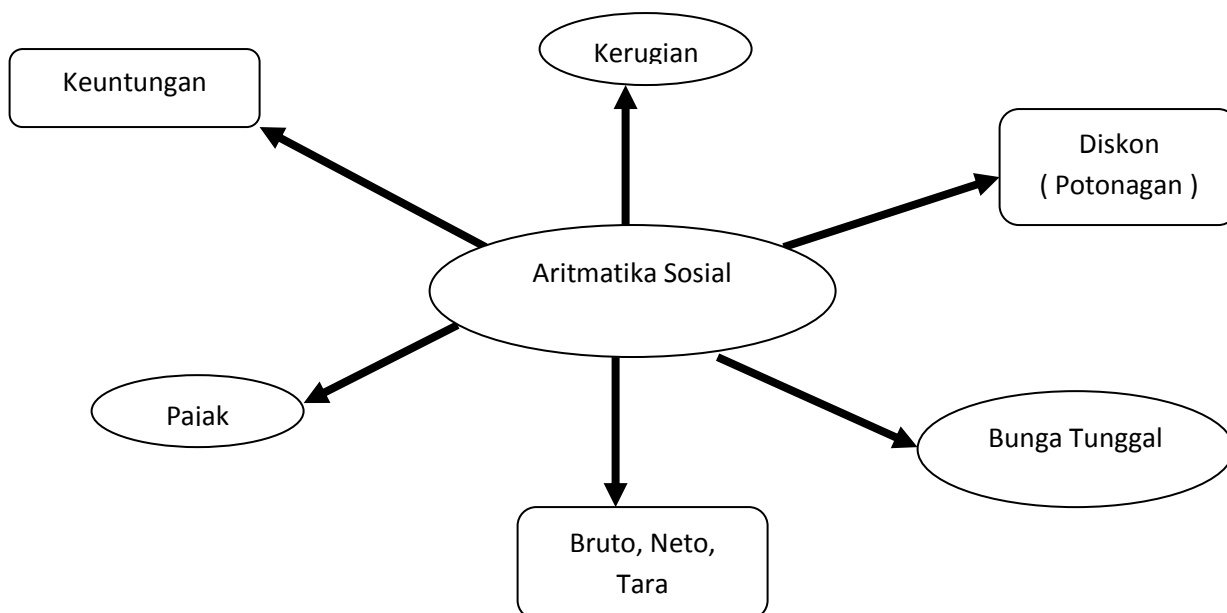 Kerugian
Keuntungan
Diskon
( Potonagan )
Aritmatika Sosial
Pajak
Bunga Tunggal
Bruto, Neto,
Tara